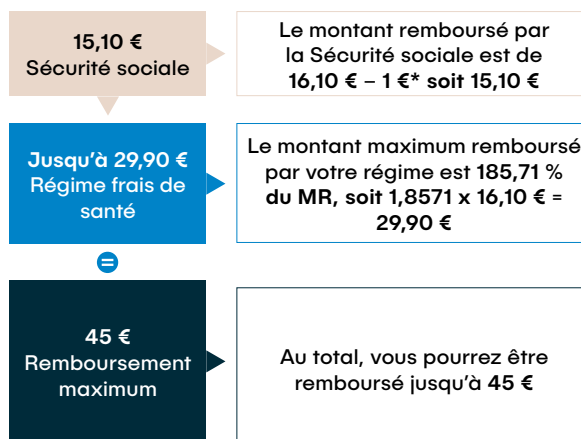 15,10 €
Sécurité sociale
Le montant remboursé par
la Sécurité sociale est de
16,10 € – 1 €* soit 15,10 €
Jusqu’à 29,90 €
Régime frais de
santé
Le montant maximum remboursé
par votre régime est 185,71 %
du MR, soit 1,8571 x 16,10 € =
29,90 €
=
45 €
Remboursement
maximum
Au total, vous pourrez être
remboursé jusqu’à 45 €